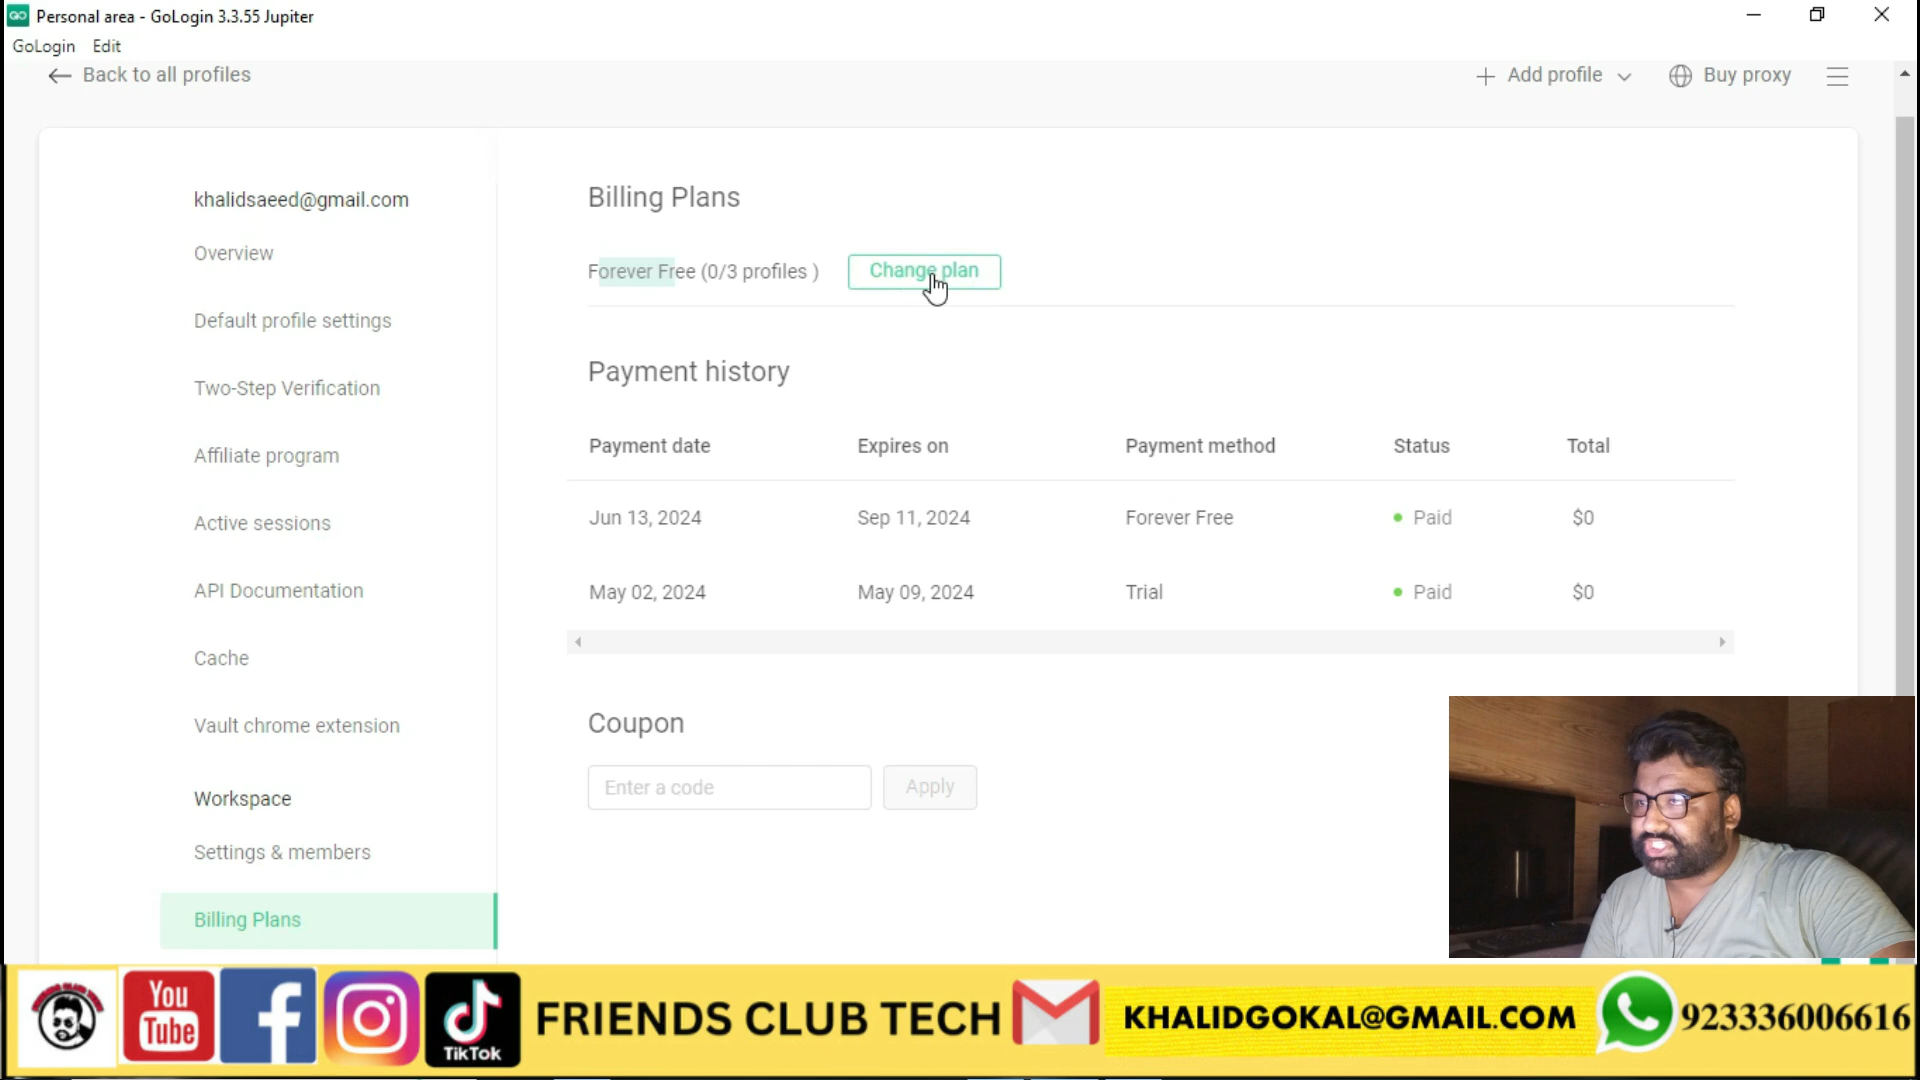 GO Personal area - GoLogin 3.3.55 Jupiter
GoLogin Edit
Back to all profiles
Add profile
Buy proxy
khalidsaeed@gmail.com
Overview
Default profile settings
Two-Step Verification
Affiliate program
Active sessions
API Documentation
Cache
Vault chrome extension
Workspace
Settings & members
Billing Plans
Billing Plans
Forever Free (0/3 profiles ) Change plan
Payment history
Payment date Expires on Payment method Status Total
Jun 13, 2024 Sep 11, 2024 Forever Free Paid $0
May 02, 2024 May 09, 2024 Trial Paid $0
Coupon
Enter a code Apply
You
Tube
TikTok
FRIENDS CLUB TECH
KHALIDGOKAL@GMAIL.COM
923336006616